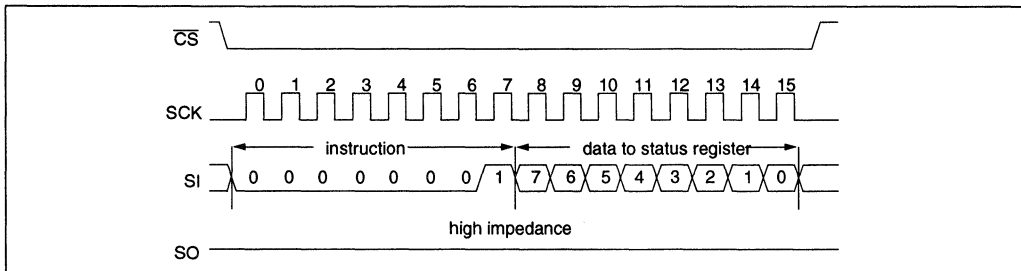 CS
0 1 2 3 4 5 6 7 8 9 10 11 12 13 14 15
SCK
instruction data to status register
SI 0 0 0 0 0 0 0 1 7 6 5 4 3 2 1 0
high impedance
SO